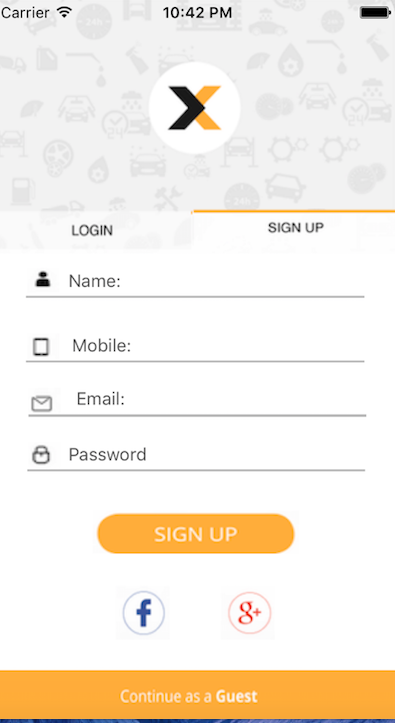 Carrier 10:42 PM
LOGIN SIGN UP
Name:
Mobile:
Email:
Password
SIGN UP
f g+
Continue as a Guest